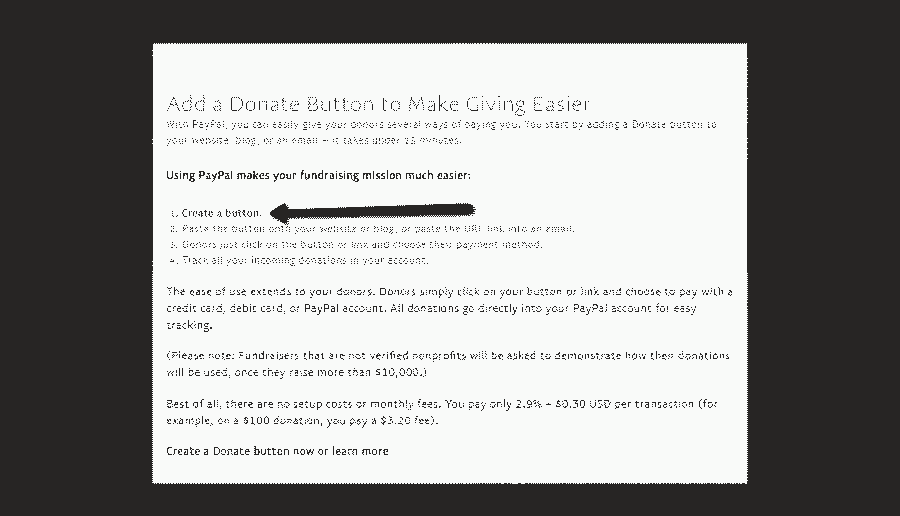 Add a Donate Button to Make Giving Easier
With PayPal, you can easily give your donors several ways of paying you. You start by adding a Donate button to
your website, blog, or an email – it takes under 15 minutes.
Using PayPal makes your fundraising mission much easier:
1. Create a button.
2. Paste the button onto your website or blog, or paste the URL link into an email.
3. Donors just click on the button or link and choose their payment method.
4. Track all your incoming donations in your account.
The ease of use extends to your donors. Donors simply click on your button or link and choose to pay with a
credit card, debit card, or PayPal account. All donations go directly into your PayPal account for easy
tracking.
(Please note: Fundraisers that are not verified nonprofits will be asked to demonstrate how their donations
will be used, once they raise more than $10,000.)
Best of all, there are no setup costs or monthly fees. You pay only 2.9% + $0.30 USD per transaction (for
example, on a $100 donation, you pay a $3.20 fee).
Create a Donate button now or learn more